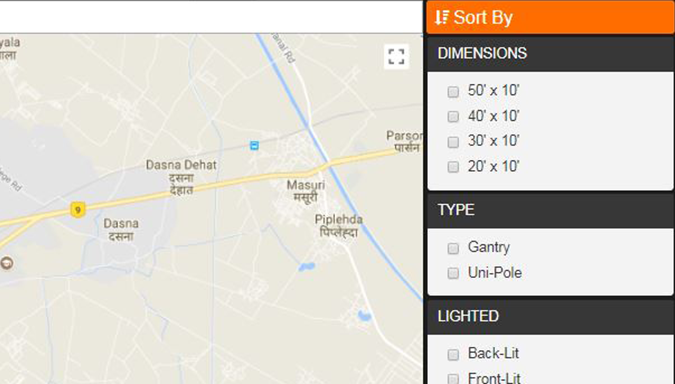 yala
ाला
anal Rd
Parson
पार्सन
Dasna Dehat
दसना
देहात
Masuri
मसूरी
ege Rd
9
Dasna
दसना
Piplehda
पिप्लेह्दा
Sort By
DIMENSIONS
50' x 10'
40' x 10'
30' x 10'
20' x 10'
TYPE
Gantry
Uni-Pole
LIGHTED
Back-Lit
Front-Lit